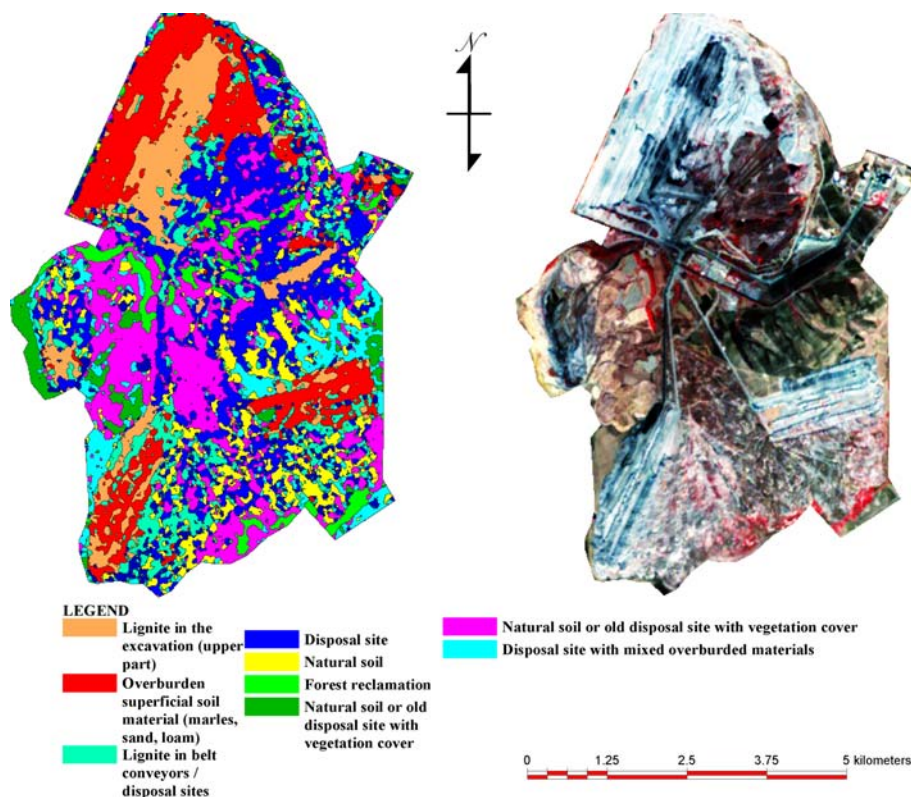 N
LEGEND
Lignite in the
excavation (upper
part)
Overburden
superficial soil
material (marles,
sand, loam)
Lignite in belt
conveyors /
disposal sites
Disposal site
Natural soil
Forest reclamation
Natural soil or old
disposal site with
vegetation cover
Natural soil or old disposal site with vegetation cover
Disposal site with mixed overburded materials
0 1.25 2.5 3.75 5 kilometers